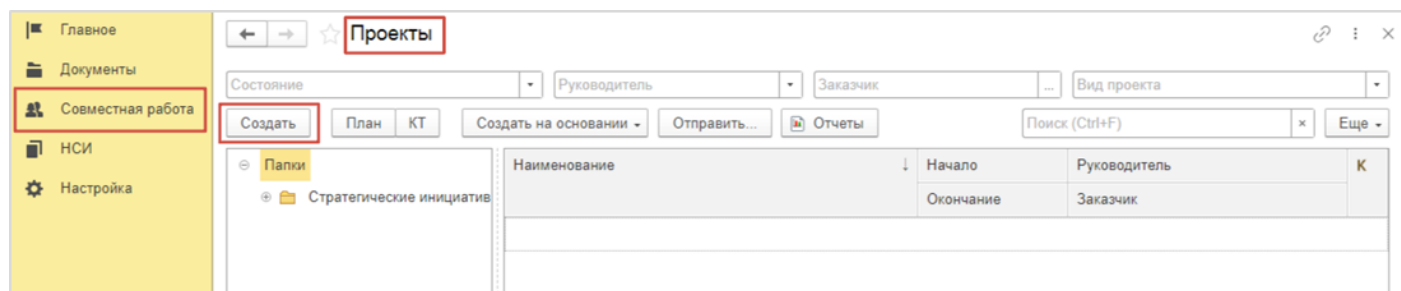 Главное
Документы
Совместная работа
НСИ
Настройка
Проекты
Состояние Руководитель Заказчик ... Вид проекта
Создать План КТ Создать на основании Отправить... Отчеты Поиск (Ctrl+F) × Еще
Папки
Стратегические инициатив
Наименование Начало Руководитель К
Окончание Заказчик